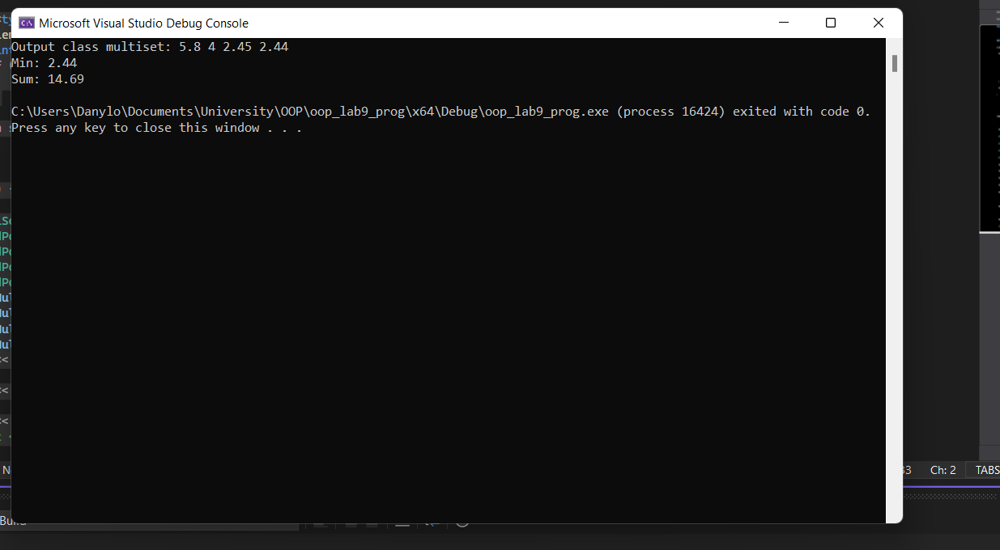 Microsoft Visual Studio Debug Console
Output class multiset: 5.8 4 2.45 2.44
Min: 2.44
Sum: 14.69
C:\Users\Danylo\Documents\University\OOP\oop_lab9_prog\x64\Debug\oop_lab9_prog.exe (process 16424) exited with code 0.
Press any key to close this window . . .
<<
<<
<<
Ch: 2 TABS